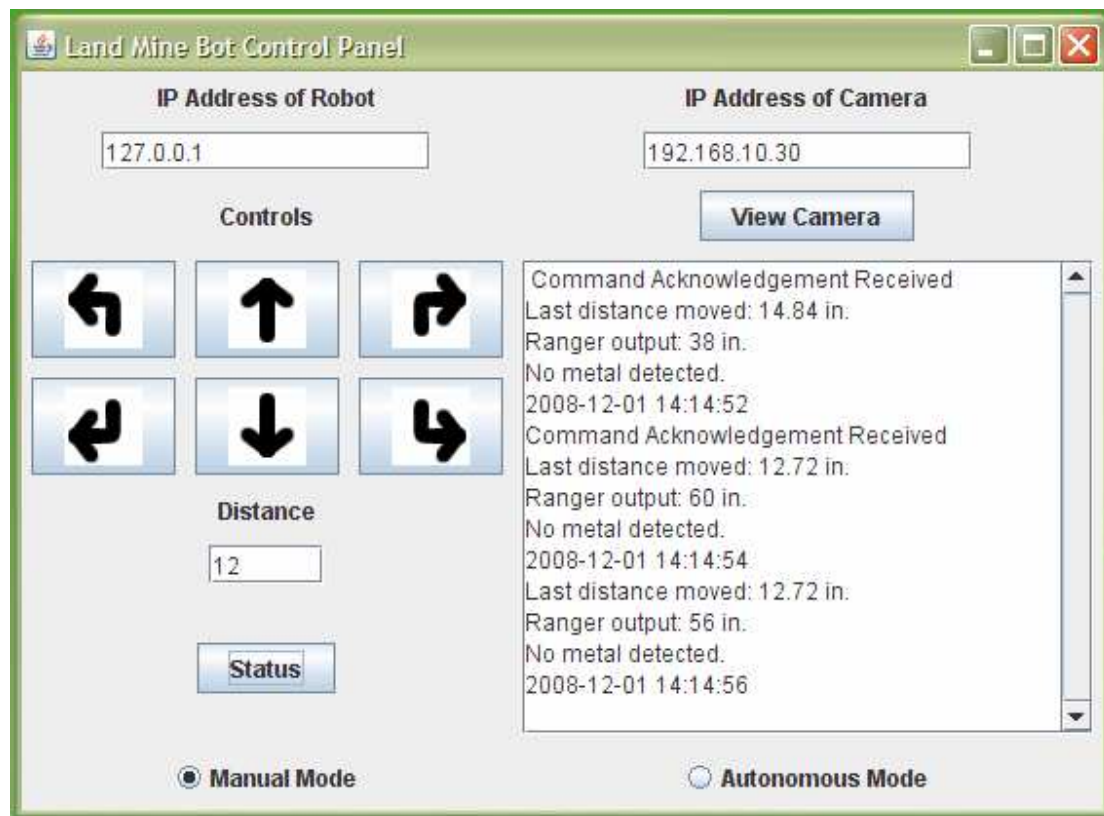 Land Mine Bot Control Panel
IP Address of Robot
127.0.0.1
IP Address of Camera
192.168.10.30
Controls
View Camera
Distance
12
Status
Command Acknowledgement Received
Last distance moved: 14.84 in.
Ranger output: 38 in.
No metal detected.
2008-12-01 14:14:52
Command Acknowledgement Received
Last distance moved: 12.72 in.
Ranger output: 60 in.
No metal detected.
2008-12-01 14:14:54
Last distance moved: 12.72 in.
Ranger output: 56 in.
No metal detected.
2008-12-01 14:14:56
Manual Mode
Autonomous Mode